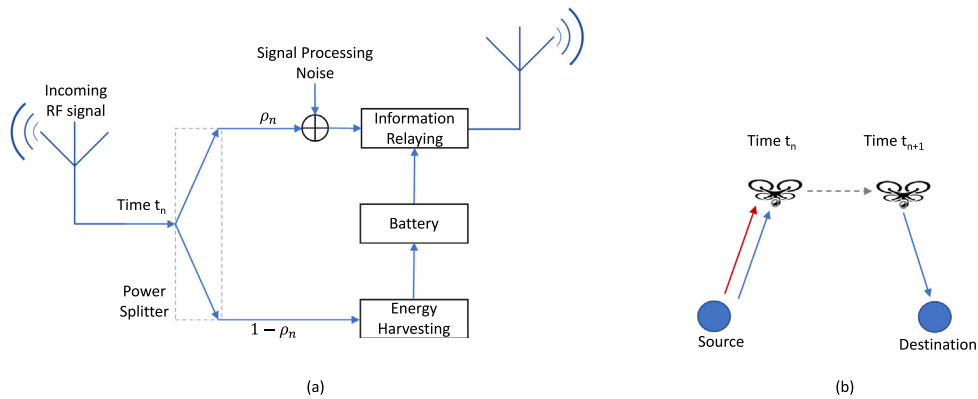 Signal Processing
Noise
Incoming
RF signal
ρₙ
Information
Relaying
Time tₙ
Battery
Power
Splitter
1 − ρₙ
Energy
Harvesting
(a)
Time tₙ
Time tₙ₊₁
Source
Destination
(b)